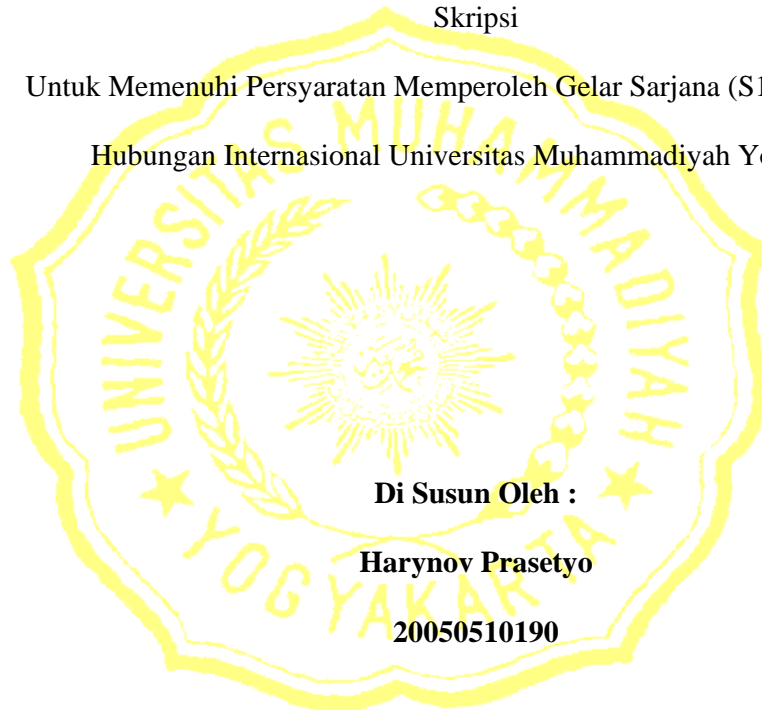 Skripsi
Untuk Memenuhi Persyaratan Memperoleh Gelar Sarjana (S1
Hubungan Internasional Universitas Muhammadiyah Yo
UNIVERSITAS MUHAMMADIYAH
YOGYAKARTA
Di Susun Oleh :
Harynov Prasetyo
20050510190